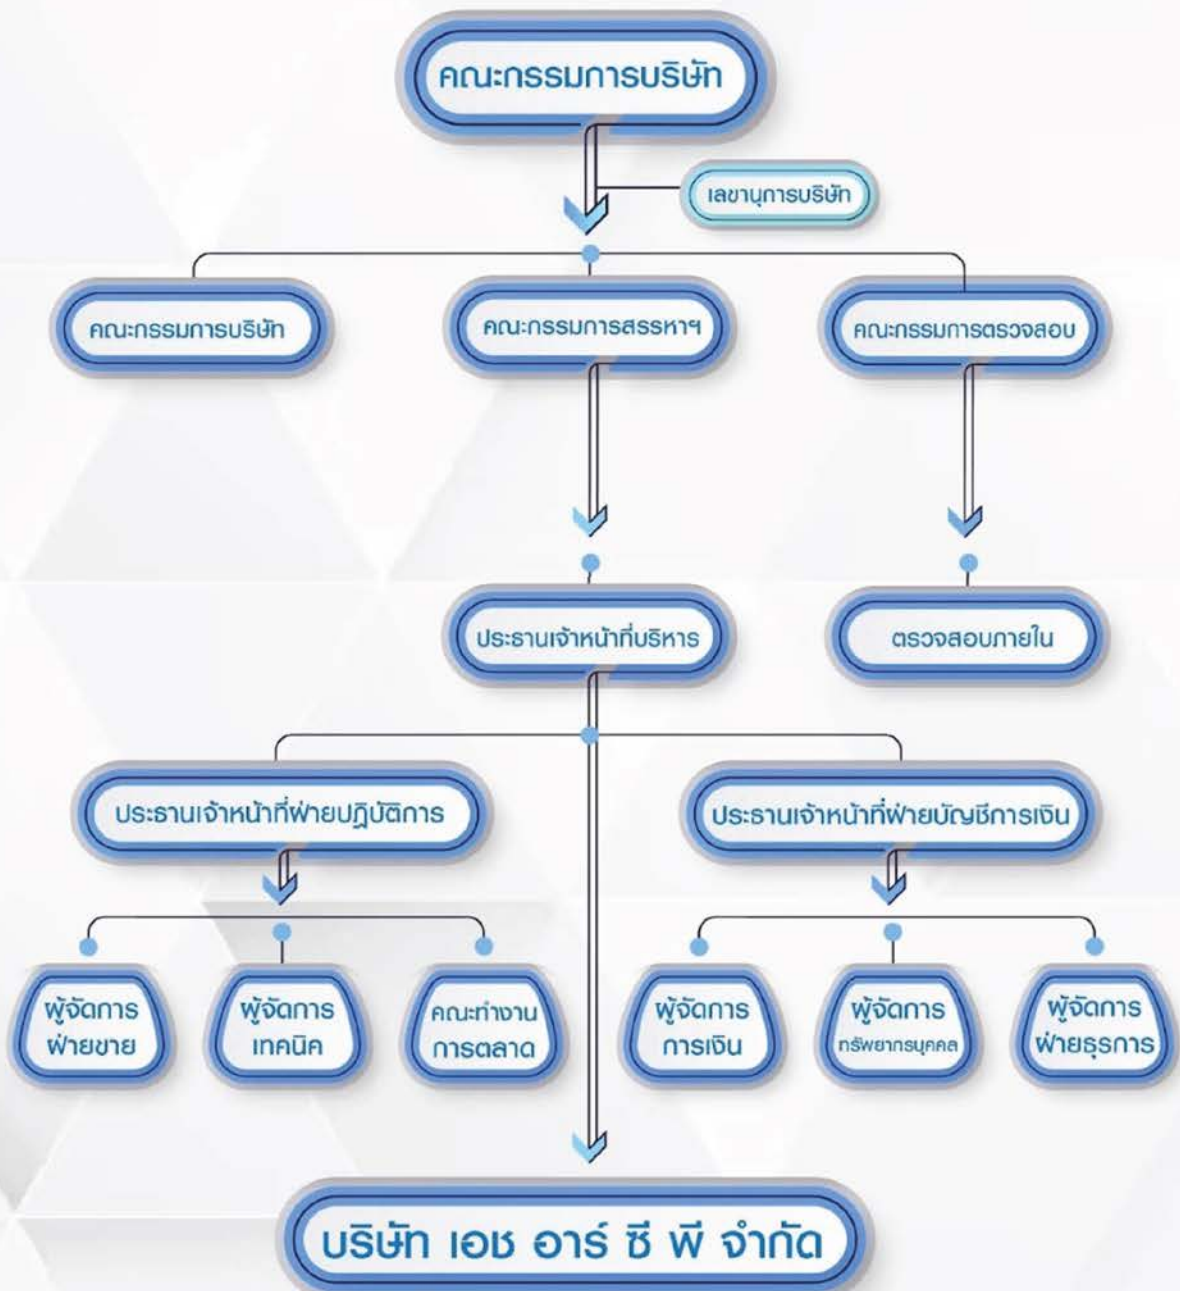 คณะกรรมการบริษัท
เลขานุการบริษัท
คณะกรรมการบริษัท
คณะกรรมการสรรหาฯ
คณะกรรมการตรวจสอบ
ประธานเจ้าหน้าที่บริหาร
ตรวจสอบภายใน
ประธานเจ้าหน้าที่ฝ่ายปฏิบัติการ
ประธานเจ้าหน้าที่ฝ่ายบัญชีการเงิน
ผู้จัดการ
ฝ่ายขาย
ผู้จัดการ
เทคนิค
คณะทำงาน
การตลาด
ผู้จัดการ
การเงิน
ผู้จัดการ
ทรัพยากรบุคคล
ผู้จัดการ
ฝ่ายธุรการ
บริษัท เอช อาร์ ซี พี จำกัด